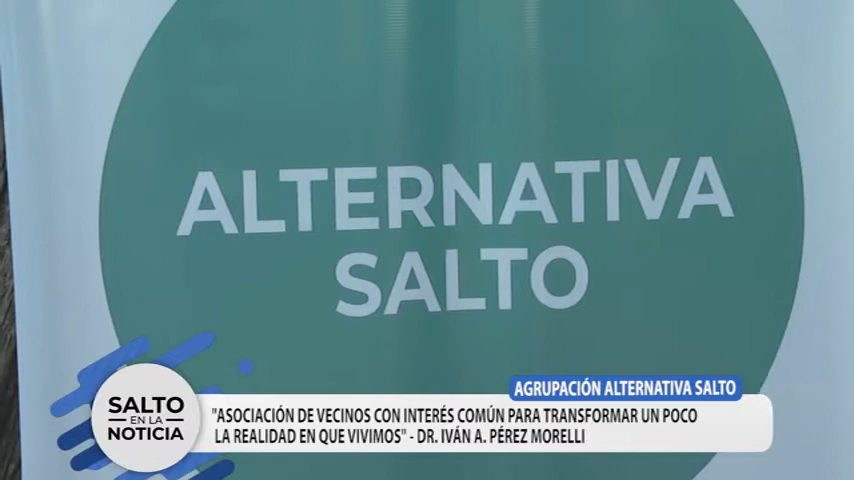 ALTERNATIVA
SALTO
AGRUPACIÓN ALTERNATIVA SALTO
SALTO
EN LA
NOTICIA
"ASOCIACIÓN DE VECINOS CON INTERÉS COMÚN PARA TRANSFORMAR UN POCO
LA REALIDAD EN QUE VIVIMOS" - DR. IVÁN A. PÉREZ MORELLI